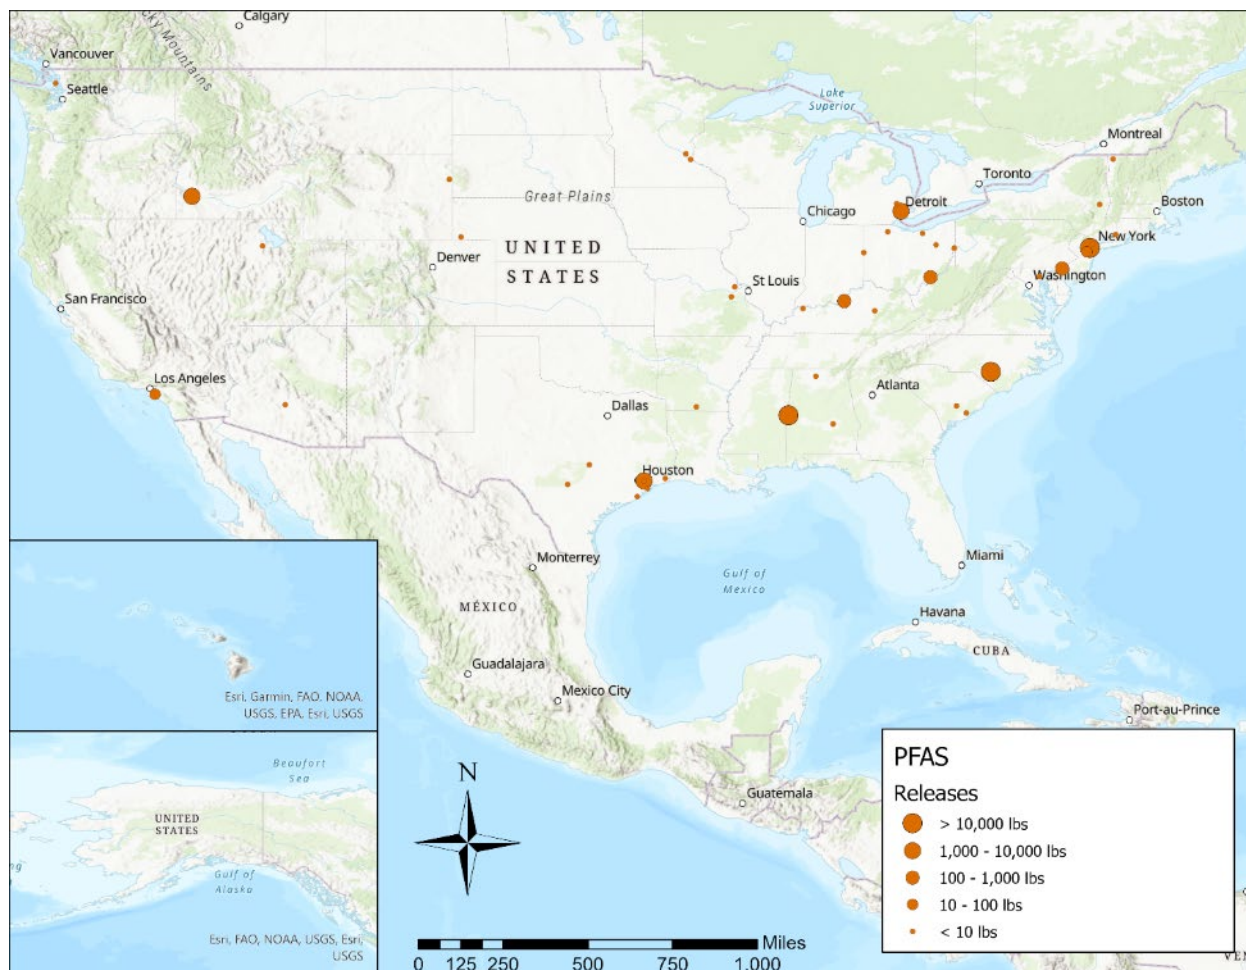 Calgary
Rocky Mountains
Vancouver
Seattle
Lake
Superior
Montreal
Toronto
Great Plains
Detroit
Boston
Chicago
New York
UNITED
STATES
Denver
St Louis
Washington
San Francisco
Los Angeles
Atlanta
Dallas
Houston
Monterrey
Gulf of
Mexico
Miami
MÉXICO
Havana
CUBA
Guadalajara
Mexico City
Port-au-Prince
Guatemala
Esri, Garmin, FAO, NOAA,
USGS, EPA, Esri, USGS
Beaufort
Sea
UNITED
STATES
Gulf of
Alaska
Esri, FAO, NOAA, USGS, Esri,
USGS
N
Miles
0 125 250 500 750 1,000
PFAS
Releases
> 10,000 lbs
1,000 - 10,000 lbs
100 - 1,000 lbs
10 - 100 lbs
< 10 lbs